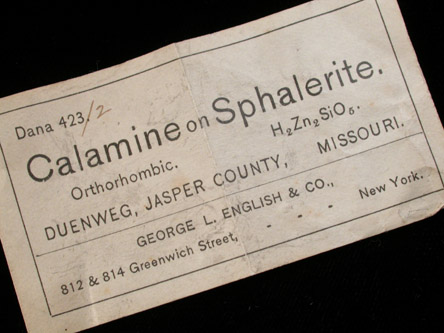 Dana 423/2
Calamine on Sphalerite.
Orthorhombic. H₂Zn₂SiO₅.
DUENWEG, JASPER COUNTY, MISSOURI.
GEORGE L. ENGLISH & CO.,
812 & 814 Greenwich Street, - - - New York.